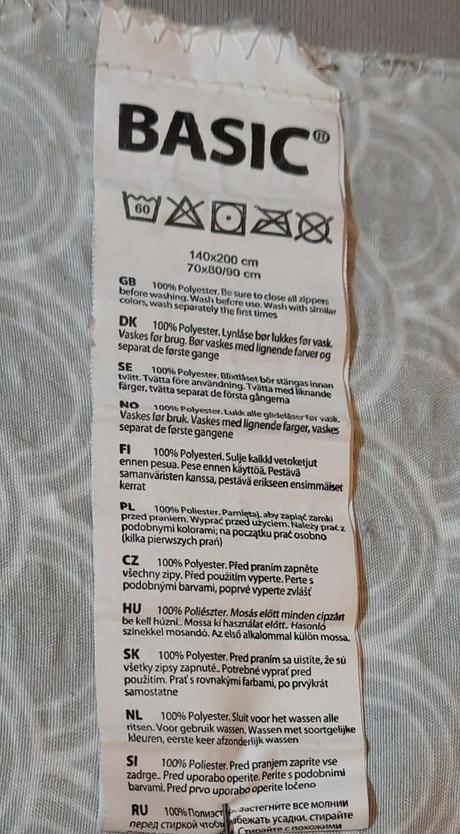 BASIC®
60
140x200 cm
70x80/90 cm
GB 100% Polyester. Be sure to close all zippers
before washing. Wash before use. Wash with similar
colors, wash separately the first times
DK 100% Polyester. Lynlåse bør lukkes før vask.
Vaskes før brug. Bør vaskes med lignende farver og
separat de første gange
SE 100% Polyester. Blixtlåset bör stängas innan
tvätt. Tvätta före användning. Tvätta med liknande
färger, tvätta separat de första gångerna
NO 100% Polyester. Lukk alle glidelåser før vask.
Vaskes før bruk. Vaskes med lignende farger, vaskes
separat de første gangene
FI 100% Polyesteri. Sulje kaikki vetoketjut
ennen pesua. Pese ennen käyttöä. Pestävä
samanväristen kanssa, pestävä erikseen ensimmäiset
kerrat
PL 100% Poliester. Pamiętaj, aby zapiąć zamki
przed praniem. Wyprać przed użyciem. Należy prać z
podobnymi kolorami; na początku prać osobno
(kilka pierwszych prań)
CZ 100% Polyester. Před praním zapněte
všechny zipy. Před použitím vyperte. Perte s
podobnými barvami, poprvé vyperte zvlášť
HU 100% Poliészter. Mosás előtt minden cipzárt
be kell húzni.. Mossa ki használat előtt.. Hasonló
színekkel mosandó. Az első alkalommal külön mossa.
SK 100% Polyester. Pred praním sa uistite, že sú
všetky zipsy zapnuté.. Potrebné vyprať pred
použitím. Prať s rovnakými farbami, po prvýkrát
samostatne
NL 100% Polyester. Sluit voor het wassen alle
ritsen. Voor gebruik wassen. Wassen met soortgelijke
kleuren, eerste keer afzonderlijk wassen
SI 100% Polyester. Pred pranjem zaprite vse
zadrge.. Pred uporabo operite. Perite s podobnimi
barvami. Pred prvo uporabo operite ločeno
RU 100% застегните все молнии
перед стиркой чтобы избежать усадки. стирайте
Стирайте с похожими